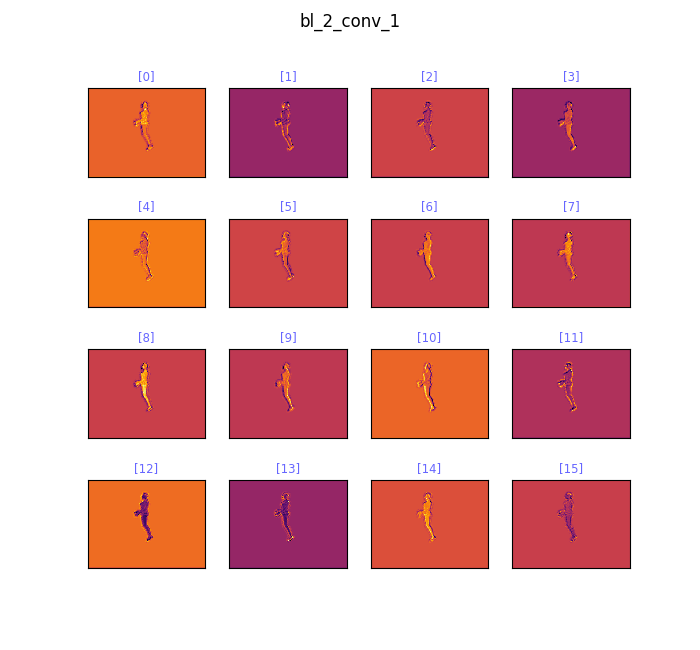 bl_2_conv_1
[0] [1] [2] [3]
[4] [5] [6] [7]
[8] [9] [10] [11]
[12] [13] [14] [15]